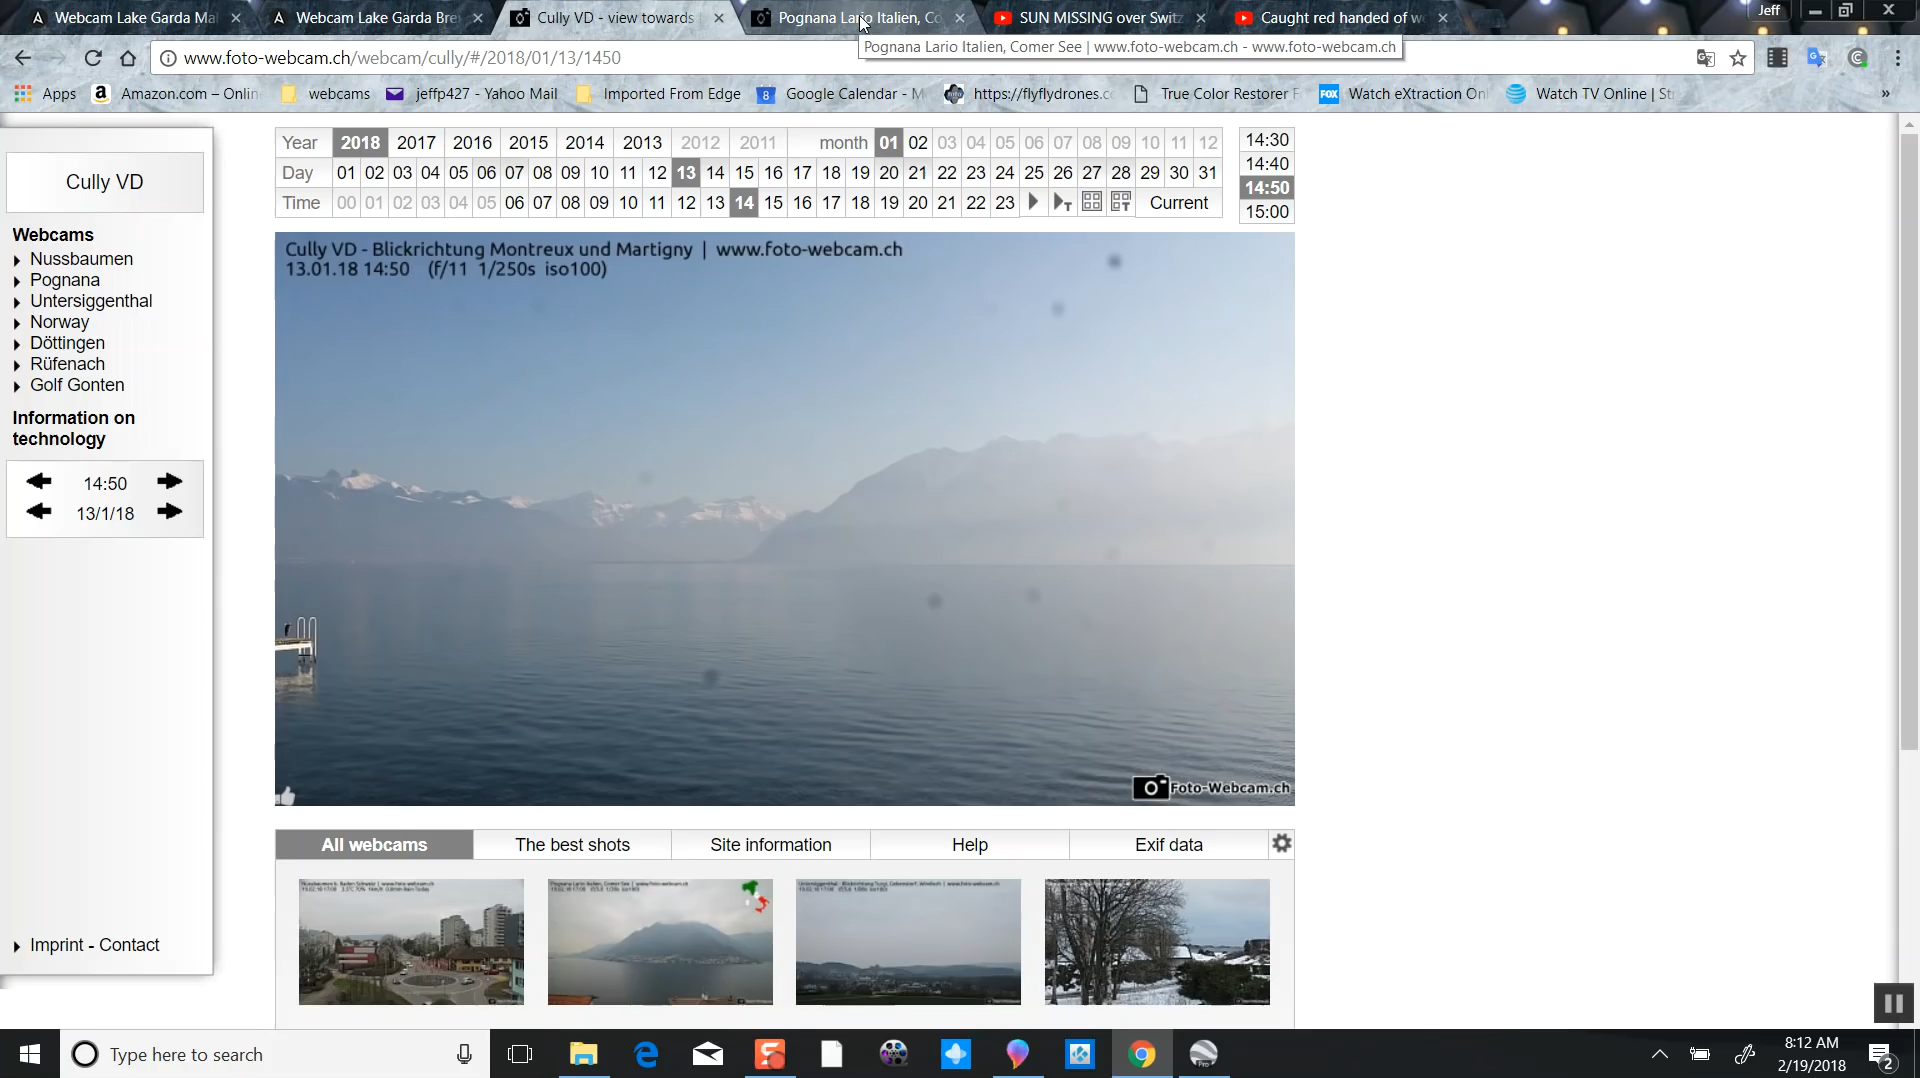 Webcam Lake Garda Ma
Webcam Lake Garda Bre
Cully VD - view towards
Pognana Lario Italien, Co
SUN MISSING over Switz
Caught red handed of w
Jeff
www.foto-webcam.ch/webcam/cully/#/2018/01/13/1450
Pognana Lario Italien, Comer See | www.foto-webcam.ch - www.foto-webcam.ch
Apps
Amazon.com – Onlin
webcams
jeffp427 - Yahoo Mail
Imported From Edge
8 Google Calendar - M
https://flyflydrones.c
True Color Restorer F
FOX Watch eXtraction On
Watch TV Online | St
»
Cully VD
Webcams
Nussbaumen
Pognana
Untersiggenthal
Norway
Döttingen
Rüfenach
Golf Gonten
Information on
technology
14:50
13/1/18
Imprint - Contact
Year 2018 2017 2016 2015 2014 2013 2012 2011 month 01 02 03 04 05 06 07 08 09 10 11 12
Day 01 02 03 04 05 06 07 08 09 10 11 12 13 14 15 16 17 18 19 20 21 22 23 24 25 26 27 28 29 30 31
Time 00 01 02 03 04 05 06 07 08 09 10 11 12 13 14 15 16 17 18 19 20 21 22 23 T T Current
14:30
14:40
14:50
15:00
Cully VD - Blickrichtung Montreux und Martigny | www.foto-webcam.ch
13.01.18 14:50 (f/11 1/250s iso100)
Foto-Webcam.ch
All webcams
The best shots
Site information
Help
Exif data
Type here to search
Pro
8:12 AM
2/19/2018
2